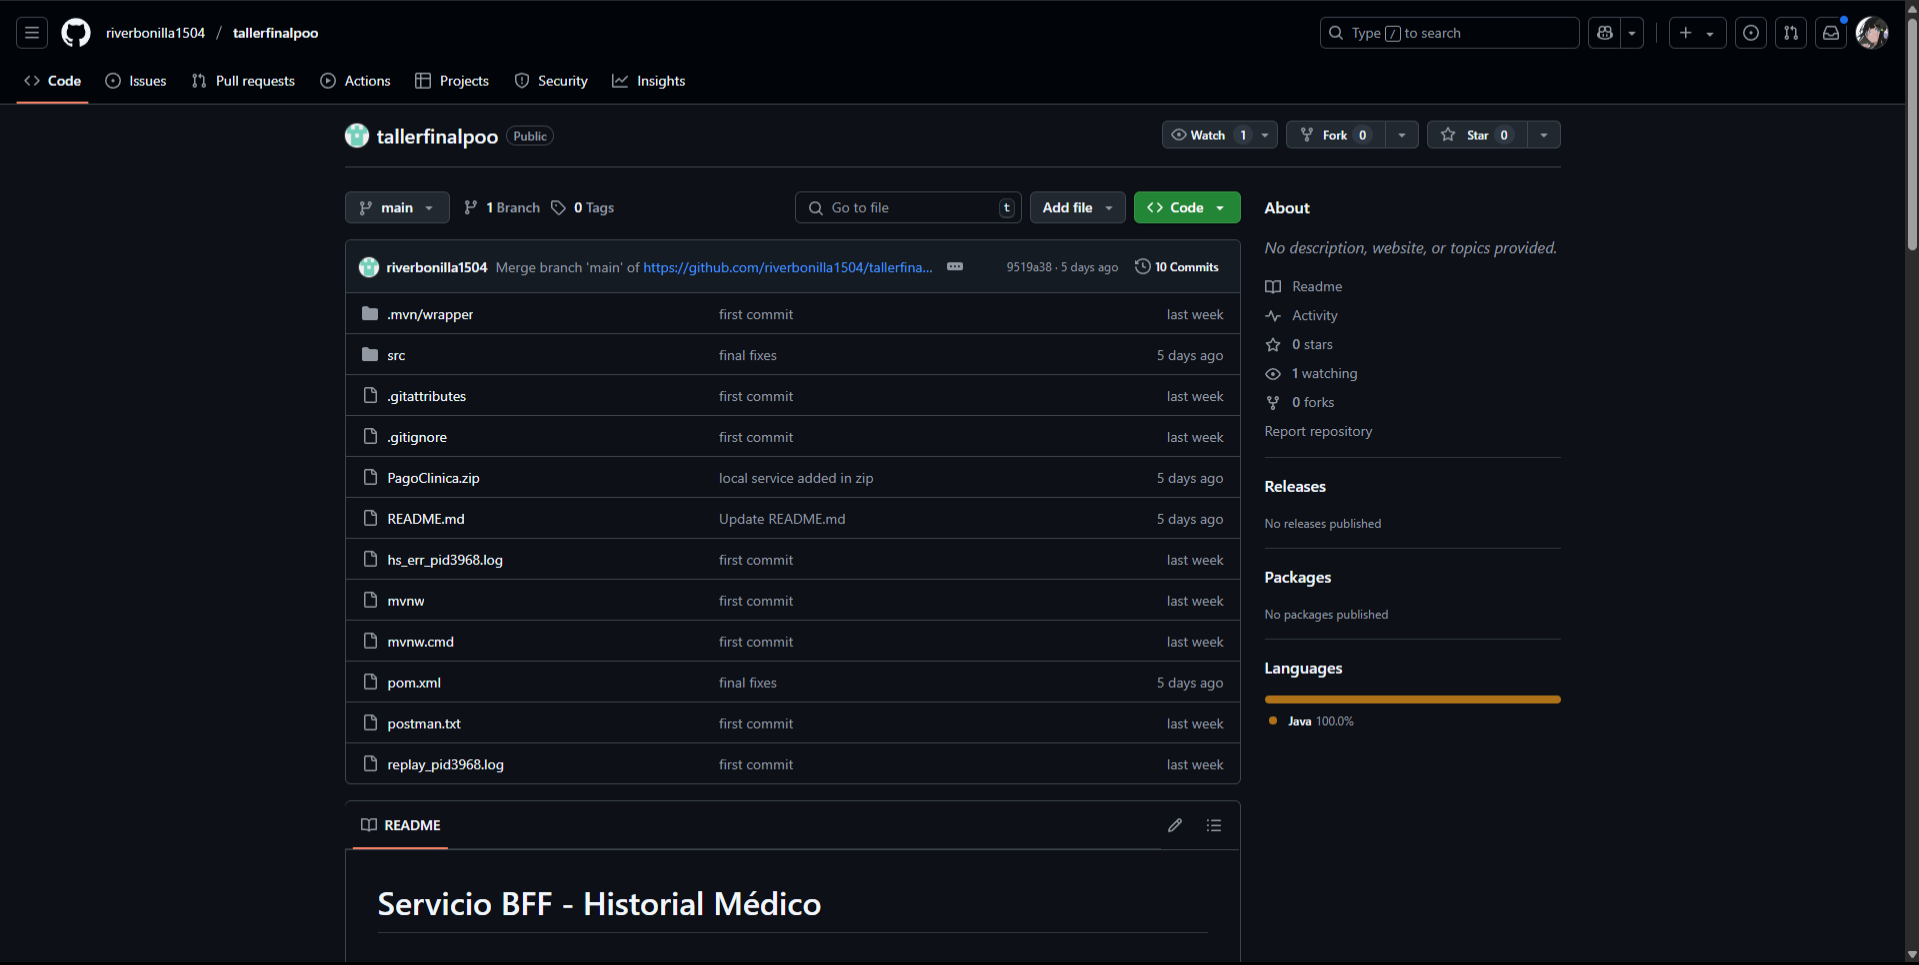 riverbonilla1504 / tallerfinalpoo
Type / to search
Code Issues Pull requests Actions Projects Security Insights
tallerfinalpoo Public
Watch 1 Fork 0 Star 0
main 1 Branch 0 Tags
Go to file t Add file Code
riverbonilla1504 Merge branch 'main' of https://github.com/riverbonilla1504/tallerfina... 9519a38 · 5 days ago 10 Commits
.mvn/wrapper first commit last week
src final fixes 5 days ago
.gitattributes first commit last week
.gitignore first commit last week
PagoClinica.zip local service added in zip 5 days ago
README.md Update README.md 5 days ago
hs_err_pid3968.log first commit last week
mvnw first commit last week
mvnw.cmd first commit last week
pom.xml final fixes 5 days ago
postman.txt first commit last week
replay_pid3968.log first commit last week
README
Servicio BFF - Historial Médico
About
No description, website, or topics provided.
Readme
Activity
0 stars
1 watching
0 forks
Report repository
Releases
No releases published
Packages
No packages published
Languages
Java 100.0%